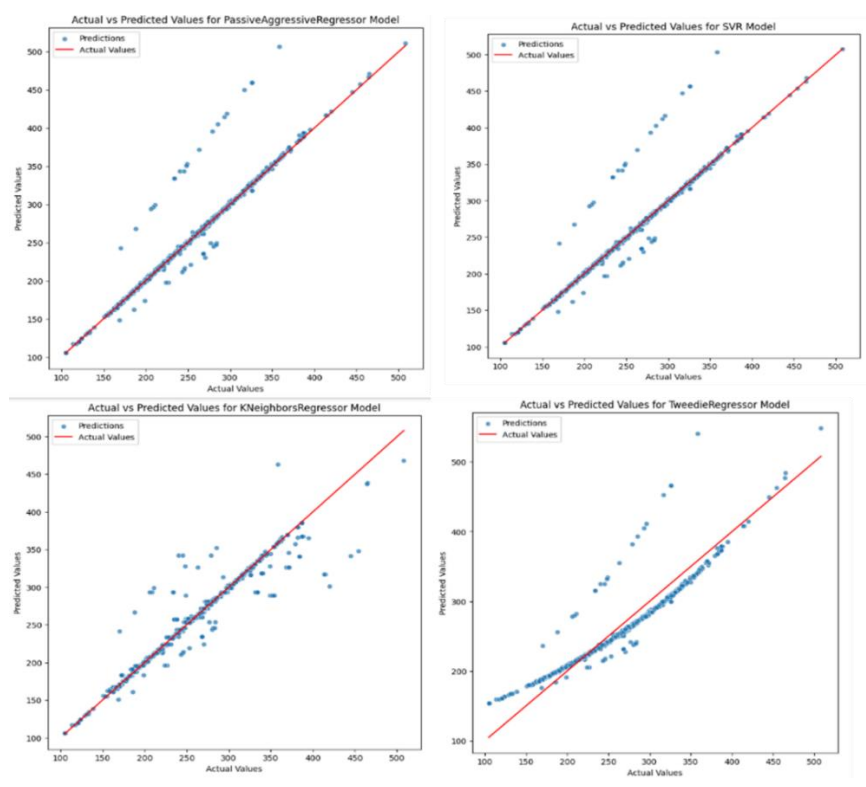 Actual vs Predicted Values for PassiveAggressiveRegressor Model
Predictions
Actual Values
Predicted Values
500
450
400
350
300
250
200
150
100
100 150 200 250 300 350 400 450 500
Actual Values
Actual vs Predicted Values for SVR Model
Predictions
Actual Values
Predicted Values
500
450
400
350
300
250
200
150
100
100 150 200 250 300 350 400 450 500
Actual Values
Actual vs Predicted Values for KNeighborsRegressor Model
Predictions
Actual Values
Predicted Values
500
450
400
350
300
250
200
150
100
100 150 200 250 300 350 400 450 500
Actual Values
Actual vs Predicted Values for TweedieRegressor Model
Predictions
Actual Values
Predicted Values
500
400
300
200
100
100 150 200 250 300 350 400 450 500
Actual Values